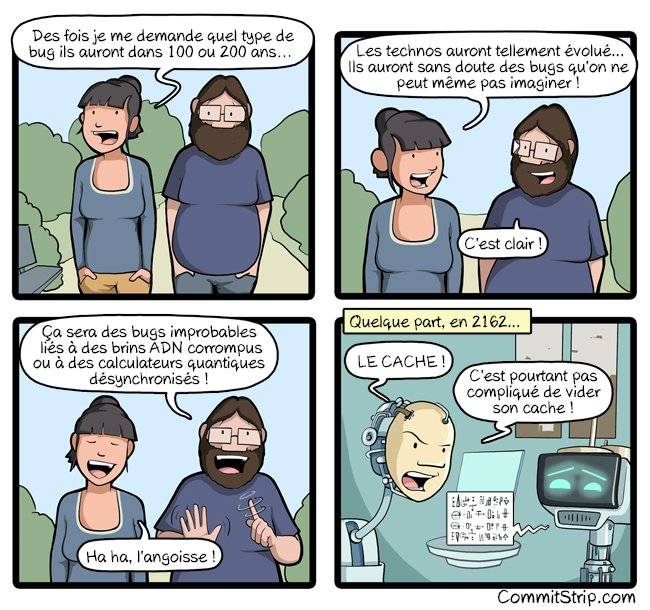 Des fois je me demande quel type de
bug ils auront dans 100 ou 200 ans...
Les technos auront tellement évolué...
Ils auront sans doute des bugs qu'on ne
peut même pas imaginer !
C'est clair !
Ça sera des bugs improbables
liés à des brins ADN corrompus
ou à des calculateurs quantiques
désynchronisés !
Ha ha, l'angoisse !
Quelque part, en 2162...
LE CACHE !
C'est pourtant pas
compliqué de vider
son cache !
CommitStrip.com